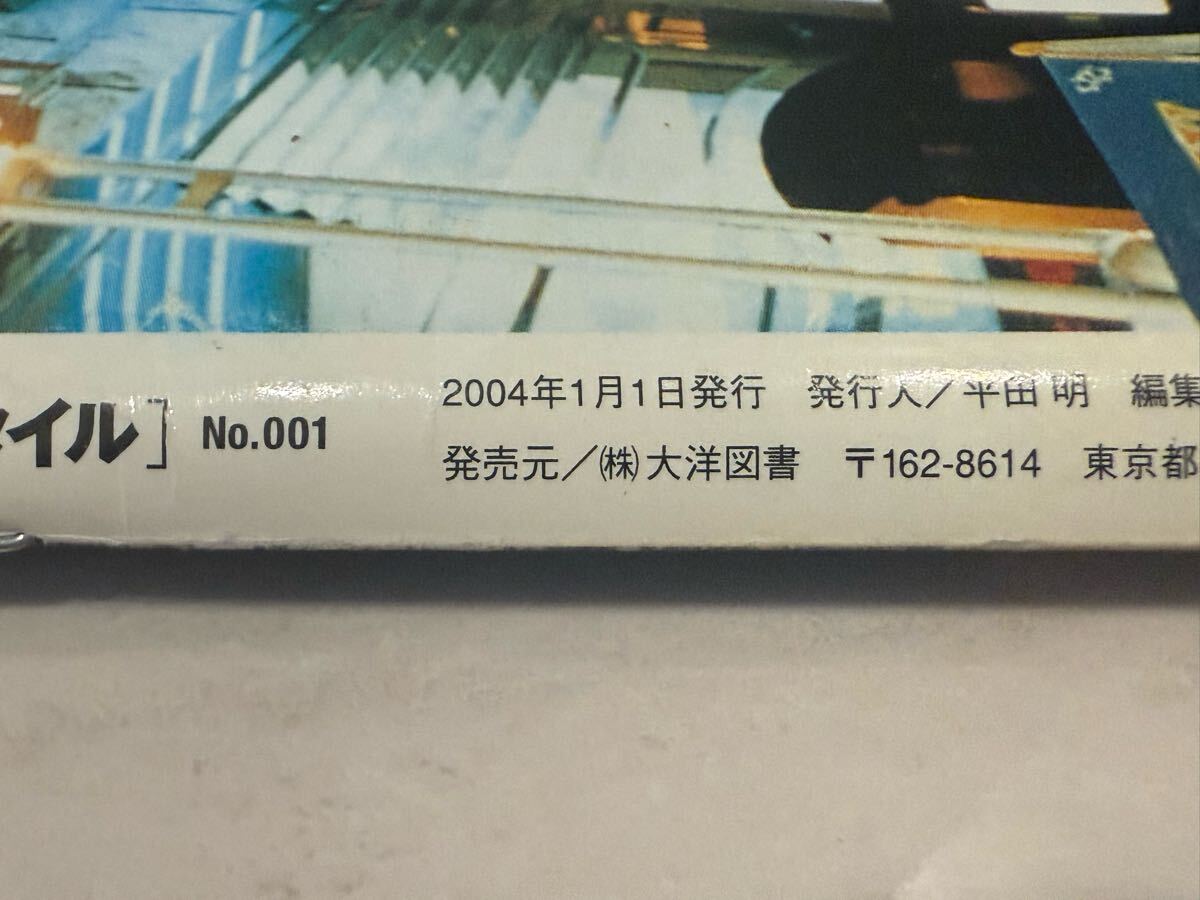 イル］ No.001
2004年1月1日発行　発行人／平田 明　編集
発売元／㈱大洋図書　〒162-8614　東京都